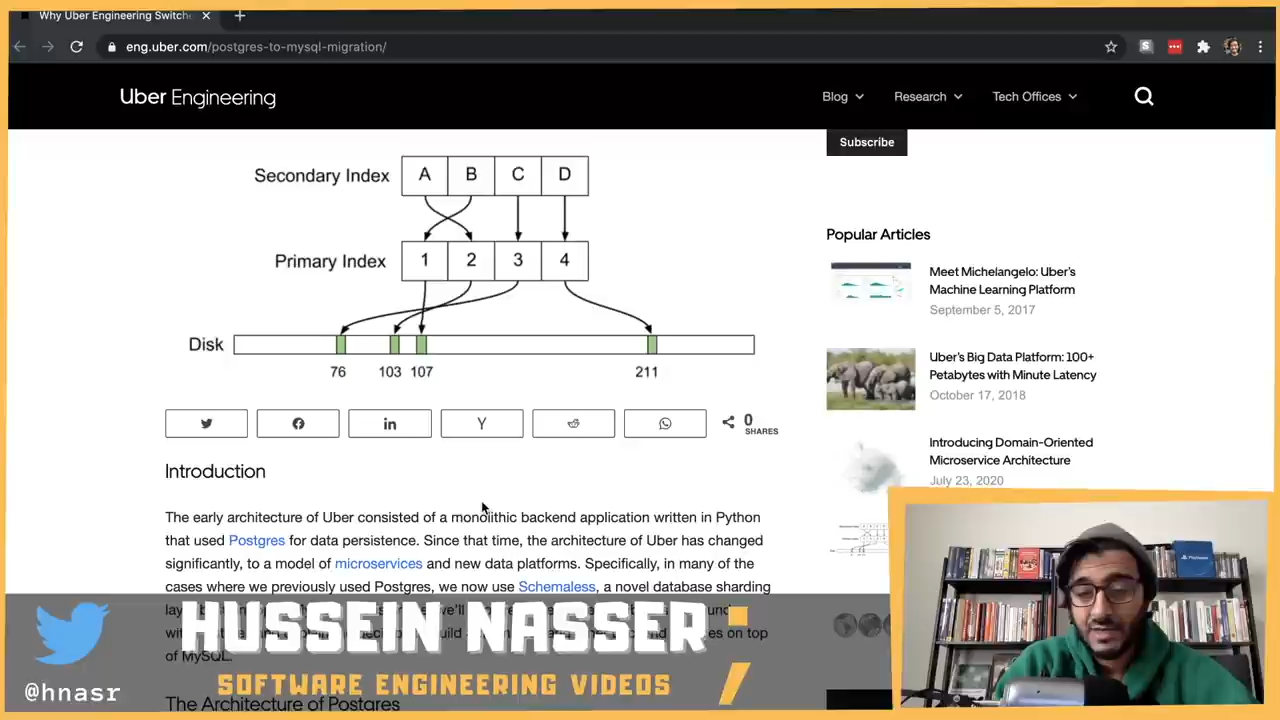 Why Uber Engineering Switche
eng.uber.com/postgres-to-mysql-migration/
Uber Engineering
Blog
Research
Tech Offices
Subscribe
Secondary Index
A B C D
Primary Index
1 2 3 4
Disk
76 103 107 211
0
SHARES
Introduction
The early architecture of Uber consisted of a monolithic backend application written in Python
that used Postgres for data persistence. Since that time, the architecture of Uber has changed
significantly, to a model of microservices and new data platforms. Specifically, in many of the
cases where we previously used Postgres, we now use Schemaless, a novel database sharding
of MySQL.
The Architecture of Postgres
Popular Articles
Meet Michelangelo: Uber's
Machine Learning Platform
September 5, 2017
Uber's Big Data Platform: 100+
Petabytes with Minute Latency
October 17, 2018
Introducing Domain-Oriented
Microservice Architecture
July 23, 2020
HUSSEIN NASSER
SOFTWARE ENGINEERING VIDEOS
@hnasr